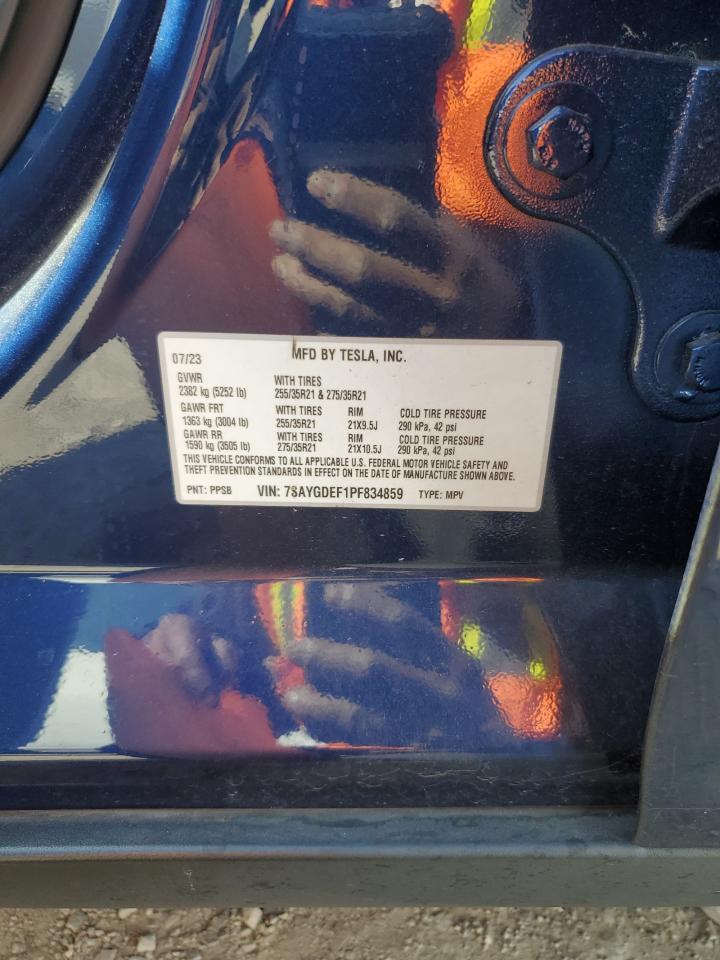 07/23 MFD BY TESLA, INC.
GVWR WITH TIRES
2382 kg (5252 lb) 255/35R21 & 275/35R21
GAWR FRT WITH TIRES RIM COLD TIRE PRESSURE
1363 kg (3004 lb) 255/35R21 21X9.5J 290 kPa, 42 psi
GAWR RR WITH TIRES RIM COLD TIRE PRESSURE
1590 kg (3505 lb) 275/35R21 21X10.5J 290 kPa, 42 psi
THIS VEHICLE CONFORMS TO ALL APPLICABLE U.S. FEDERAL MOTOR VEHICLE SAFETY AND
THEFT PREVENTION STANDARDS IN EFFECT ON THE DATE OF MANUFACTURE SHOWN ABOVE.
PNT: PPSB VIN: 7SAYGDEF1PF834859 TYPE: MPV